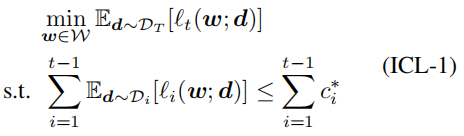 min_{w∈𝒲} 𝔼_{d∼𝒟_T}[ℓ_t(w; d)]
s.t. ∑_{i=1}^{t−1} 𝔼_{d∼𝒟_i}[ℓ_i(w; d)] ≤ ∑_{i=1}^{t−1} c_i^* (ICL-1)